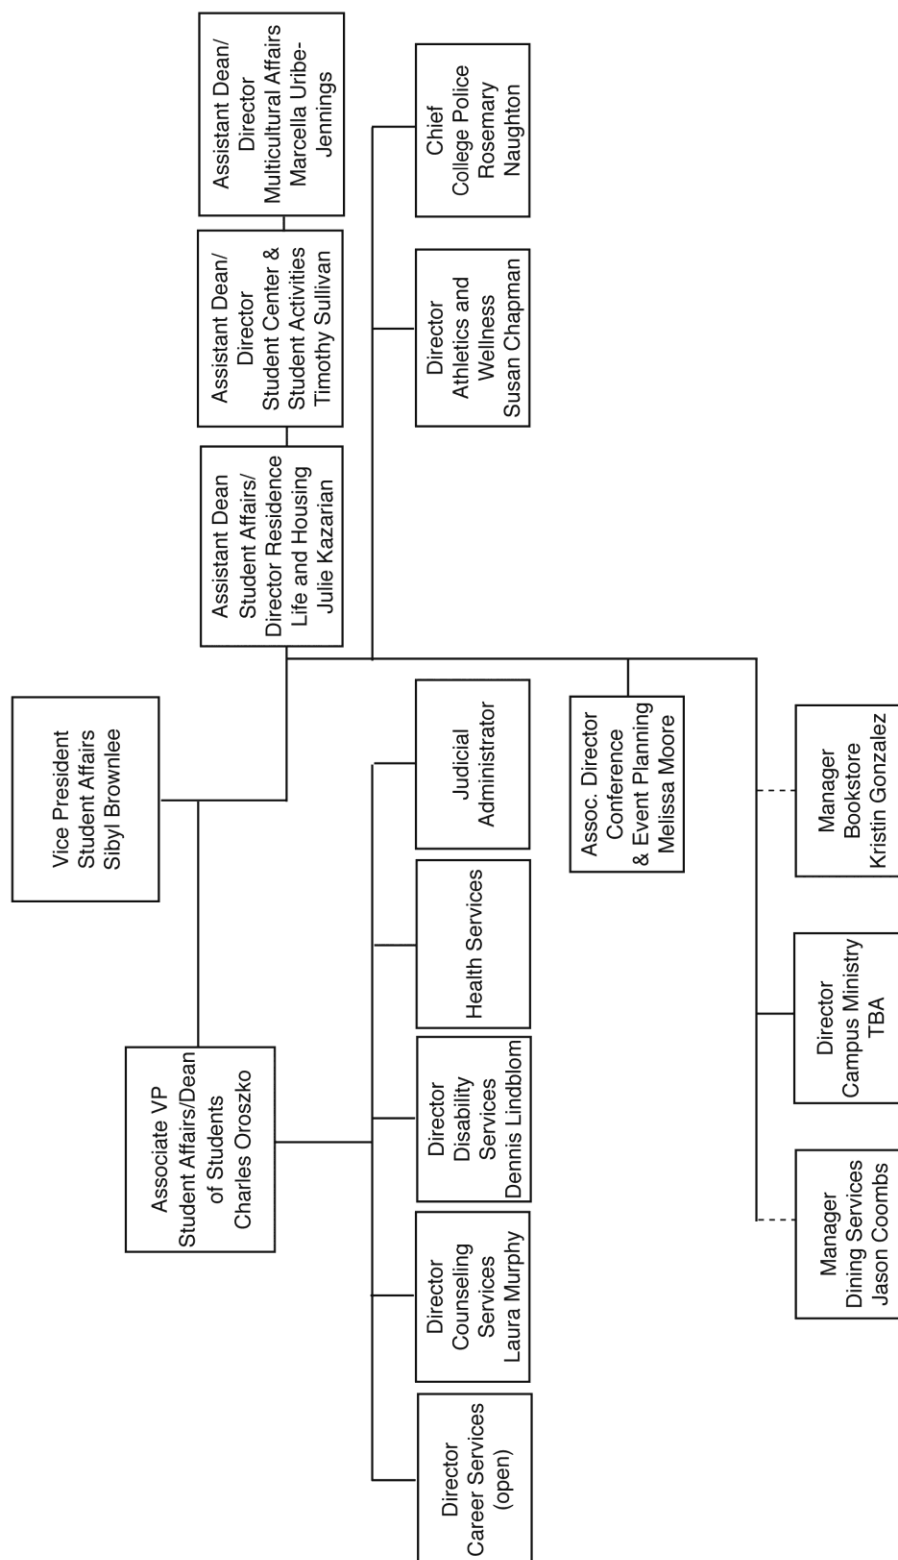 Vice President
Student Affairs
Sibyl Brownlee
Associate VP
Student Affairs/Dean
of Students
Charles Oroszko
Assistant Dean
Student Affairs/
Director Residence
Life and Housing
Julie Kazarian
Assistant Dean/
Director
Student Center &
Student Activities
Timothy Sullivan
Assistant Dean/
Director
Multicultural Affairs
Marcella Uribe-
Jennings
Director
Career Services
(open)
Director
Counseling
Services
Laura Murphy
Director
Disability
Services
Dennis Lindblom
Health Services
Judicial
Administrator
Director
Athletics and
Wellness
Susan Chapman
Chief
College Police
Rosemary
Naughton
Assoc. Director
Conference
& Event Planning
Melissa Moore
Manager
Dining Services
Jason Coombs
Director
Campus Ministry
TBA
Manager
Bookstore
Kristin Gonzalez